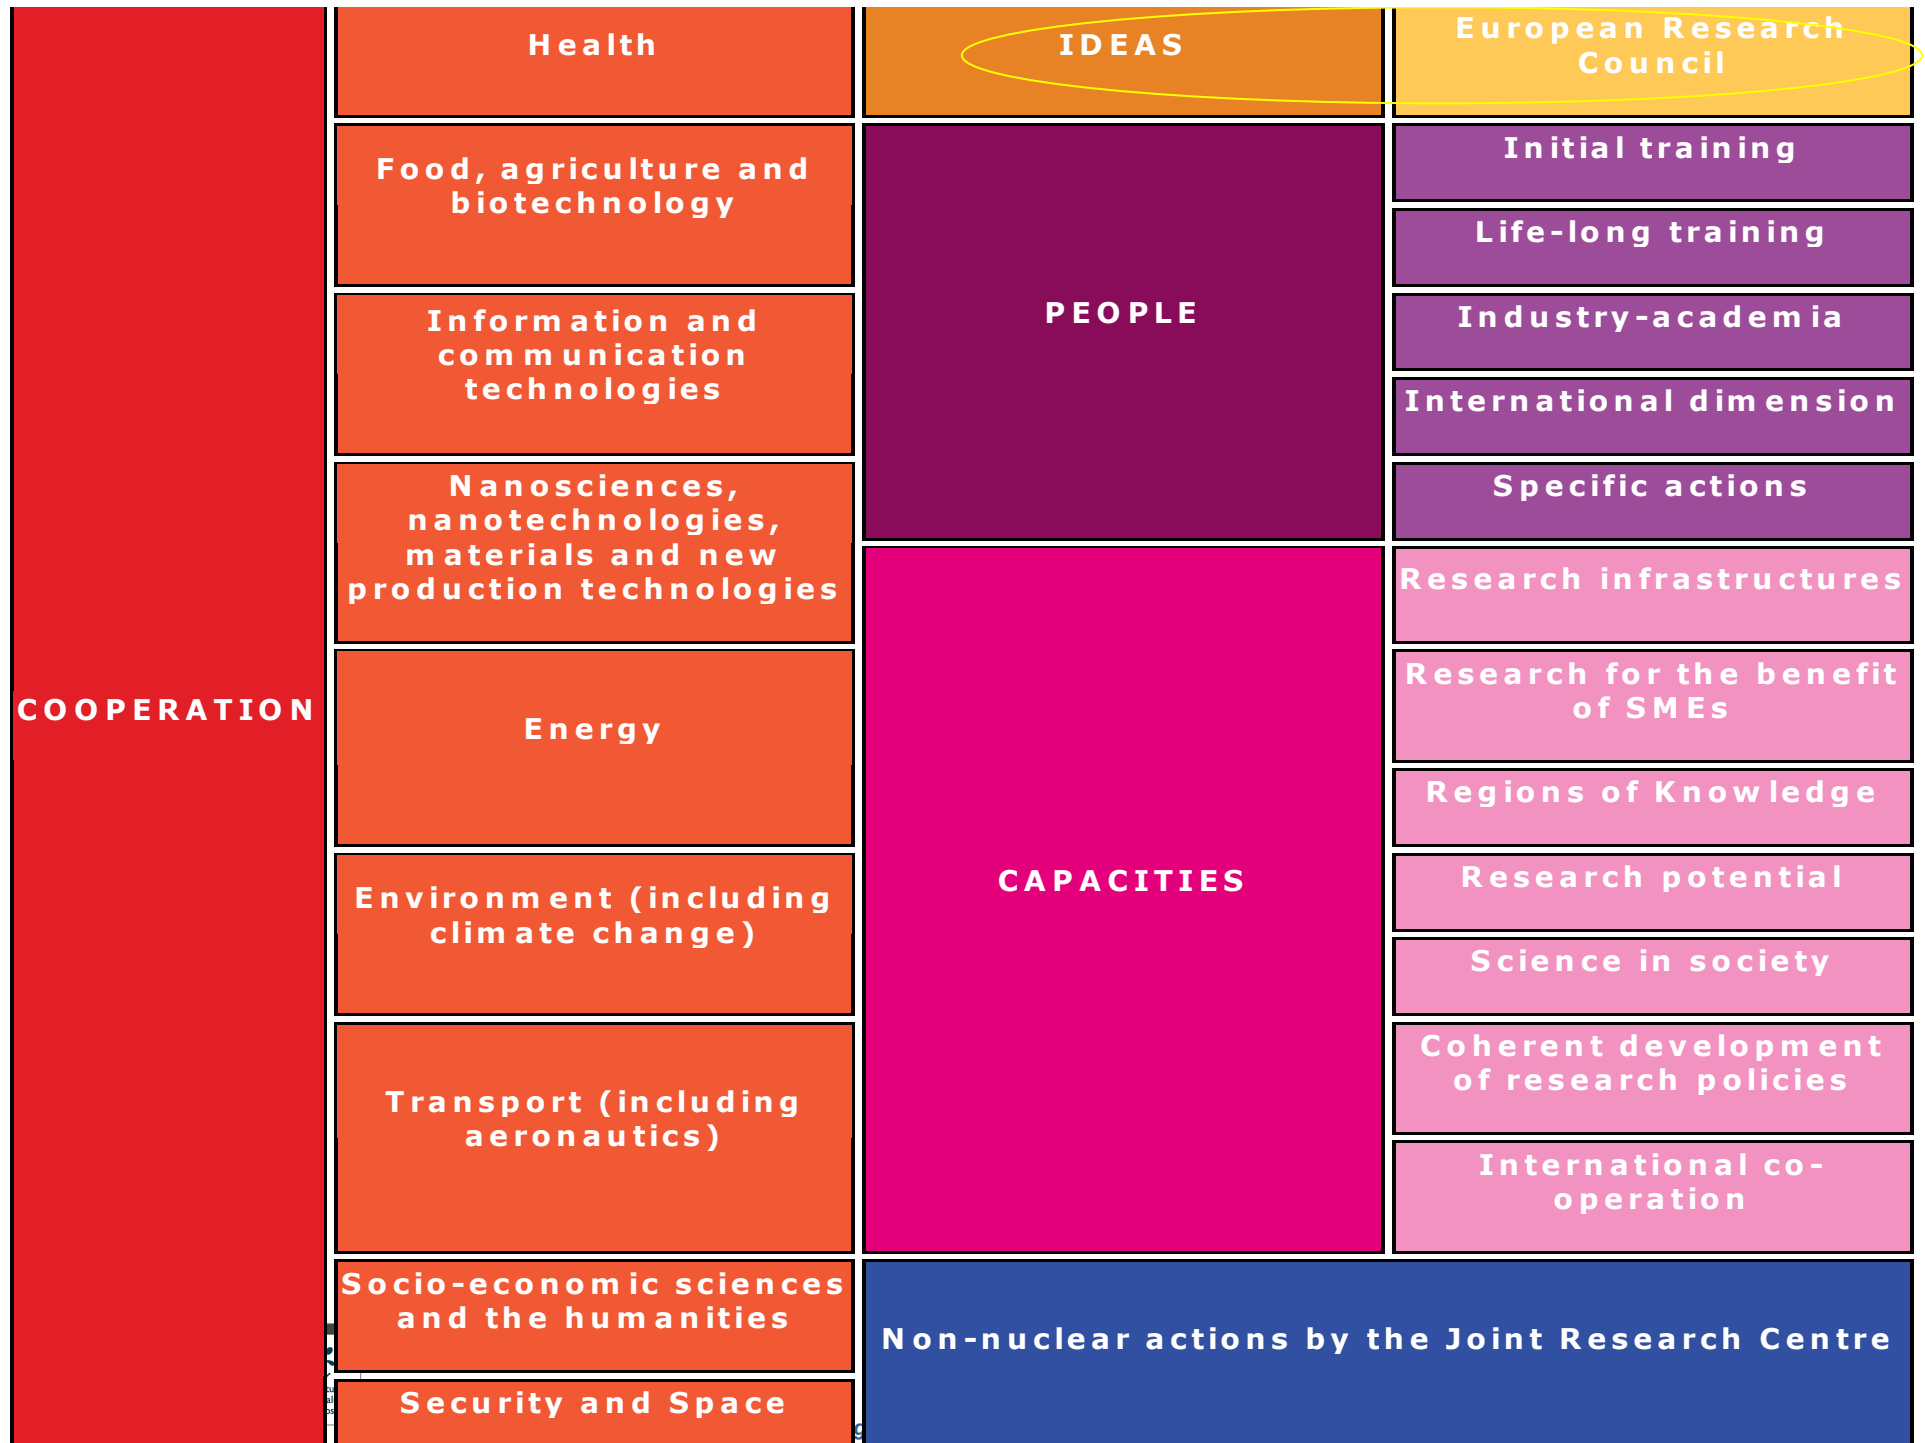 COOPERATION
Health
Food, agriculture and
biotechnology
Information and
communication
technologies
Nanosciences,
nanotechnologies,
materials and new
production technologies
Energy
Environment (including
climate change)
Transport (including
aeronautics)
Socio-economic sciences
and the humanities
Security and Space
IDEAS
European Research
Council
PEOPLE
Initial training
Life-long training
Industry-academia
International dimension
Specific actions
CAPACITIES
Research infrastructures
Research for the benefit
of SMEs
Regions of Knowledge
Research potential
Science in society
Coherent development
of research policies
International co-
operation
Non-nuclear actions by the Joint Research Centre